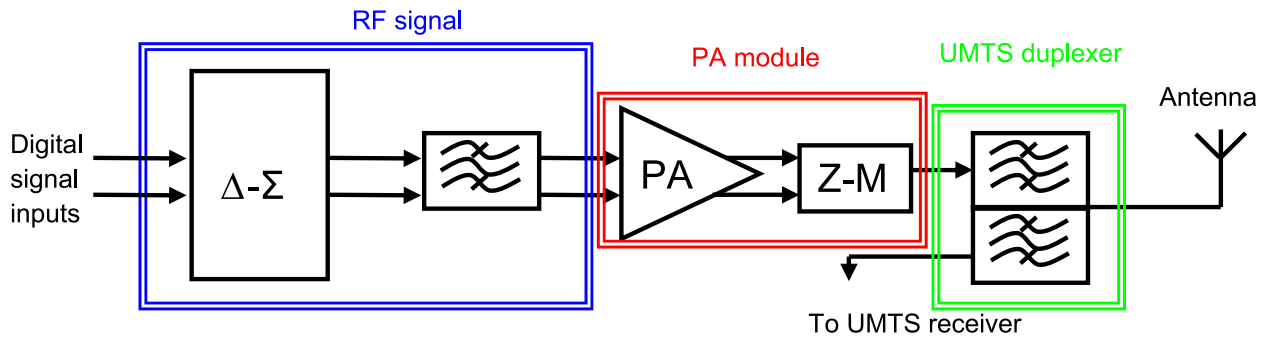 RF signal
PA module
UMTS duplexer
Antenna
Digital
signal
inputs
Δ-Σ
PA
Z-M
To UMTS receiver